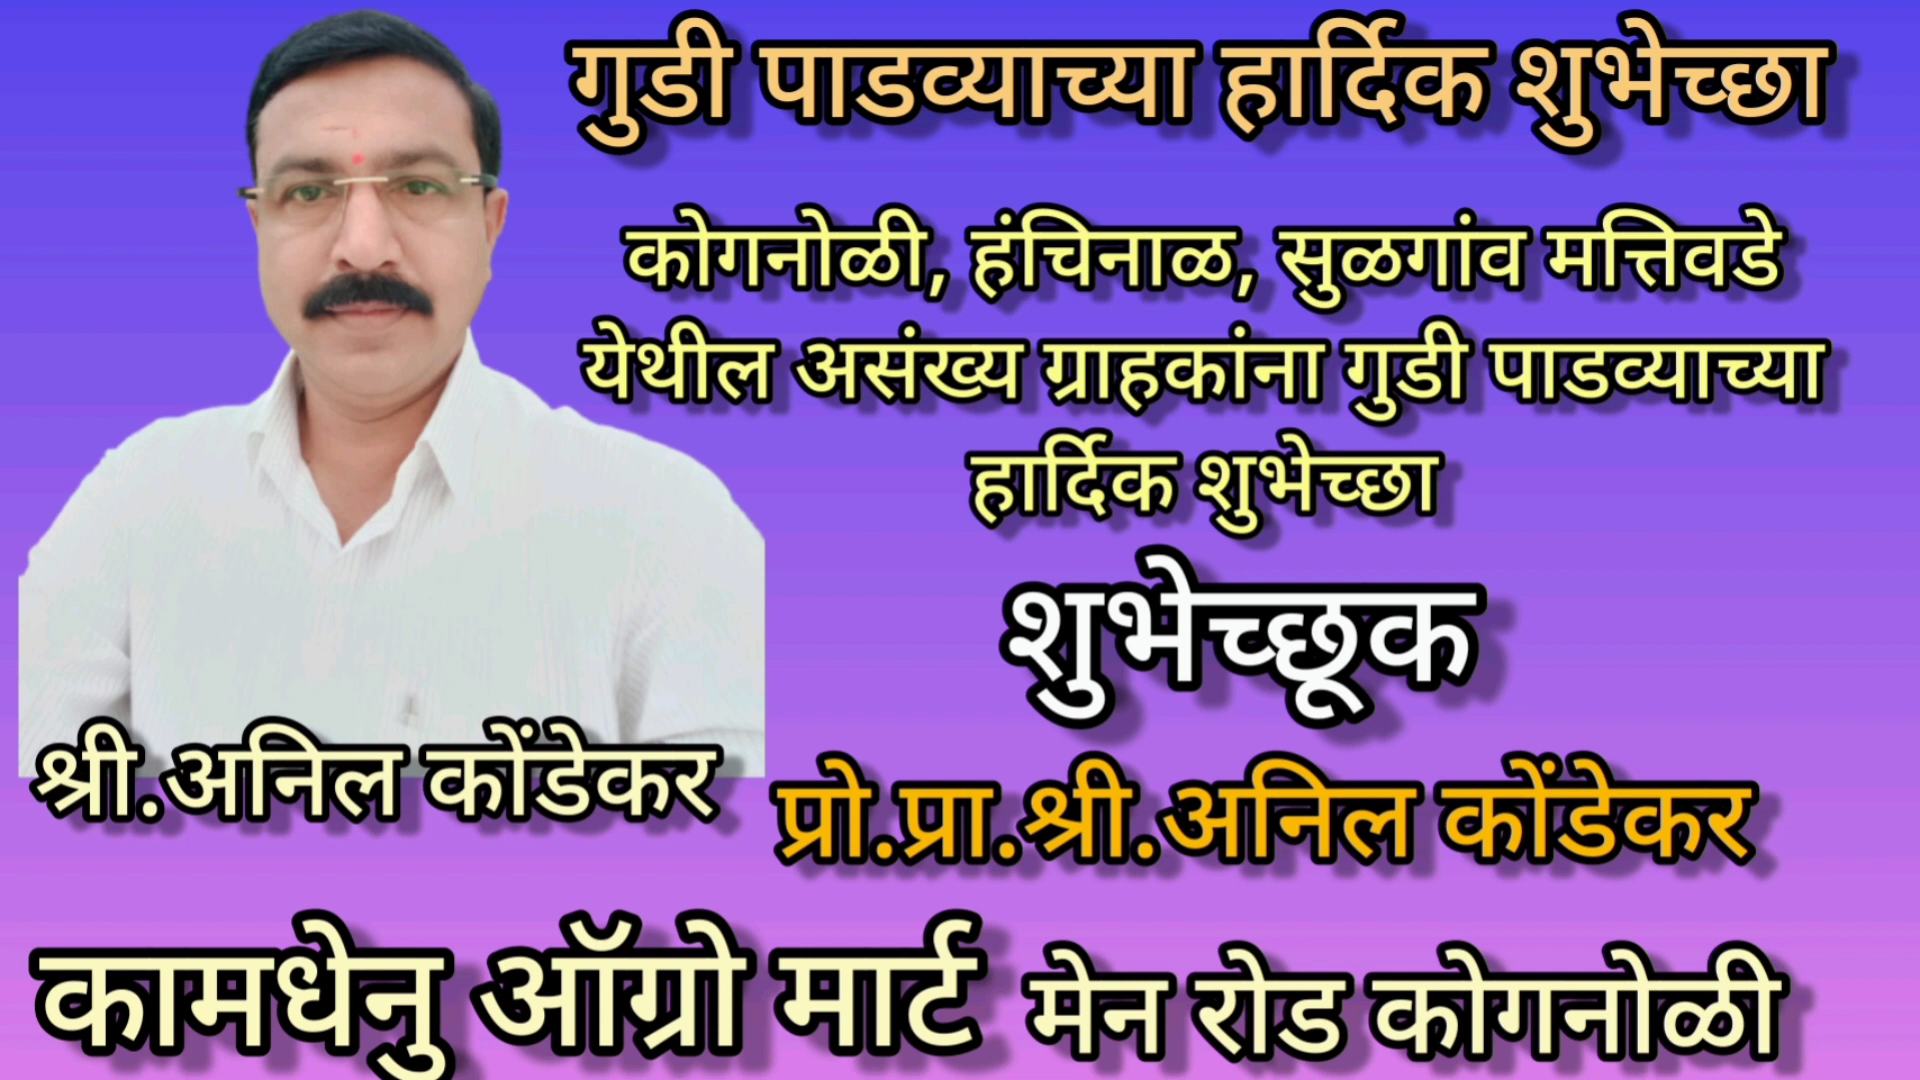 गुडी पाडव्याच्या हार्दिक शुभेच्छा
कोगनोळी, हंचिनाळ, सुळगांव मत्तिवडे
येथील असंख्य ग्राहकांना गुडी पाडव्याच्या
हार्दिक शुभेच्छा
शुभेच्छूक
श्री.अनिल कोंडेकर
प्रो.प्रा.श्री.अनिल कोंडेकर
कामधेनु ऑग्रो मार्ट
मेन रोड कोगनोळी